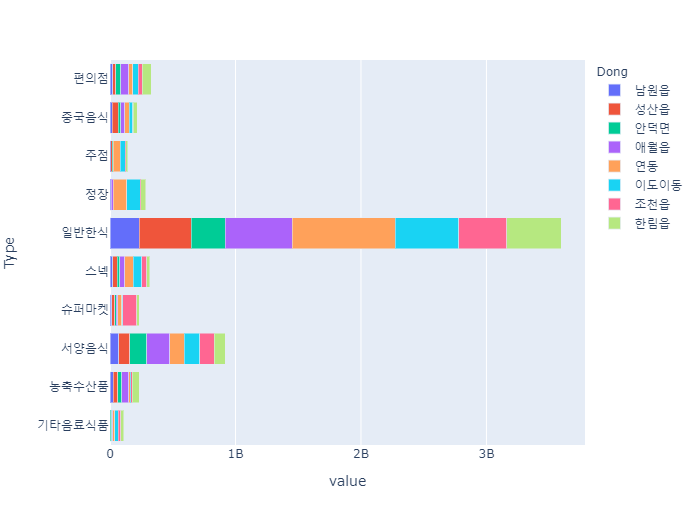 Dong
남원읍
성산읍
안덕면
애월읍
연동
이도이동
조천읍
한림읍
Type
편의점
중국음식
주점
정장
일반한식
스넥
슈퍼마켓
서양음식
농축수산품
기타음료식품
0 1B 2B 3B
value